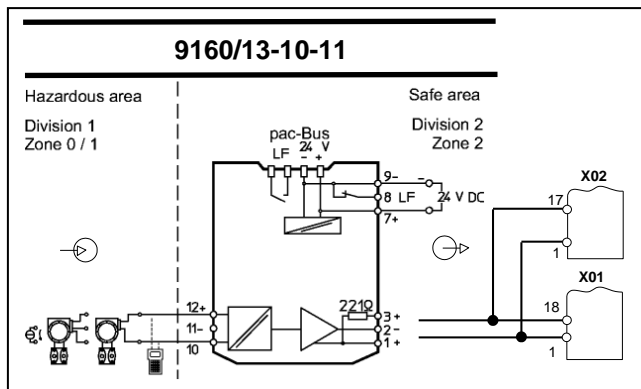 9160/13-10-11
Hazardous area
Safe area
Division 1
Division 2
Zone 0 / 1
Zone 2
pac-Bus
24 V
LF - +
9- -
8 LF 24 V DC
7+
X02
17
1
X01
18
1
12+
11-
10
221Ω
3 +
2 -
1 +